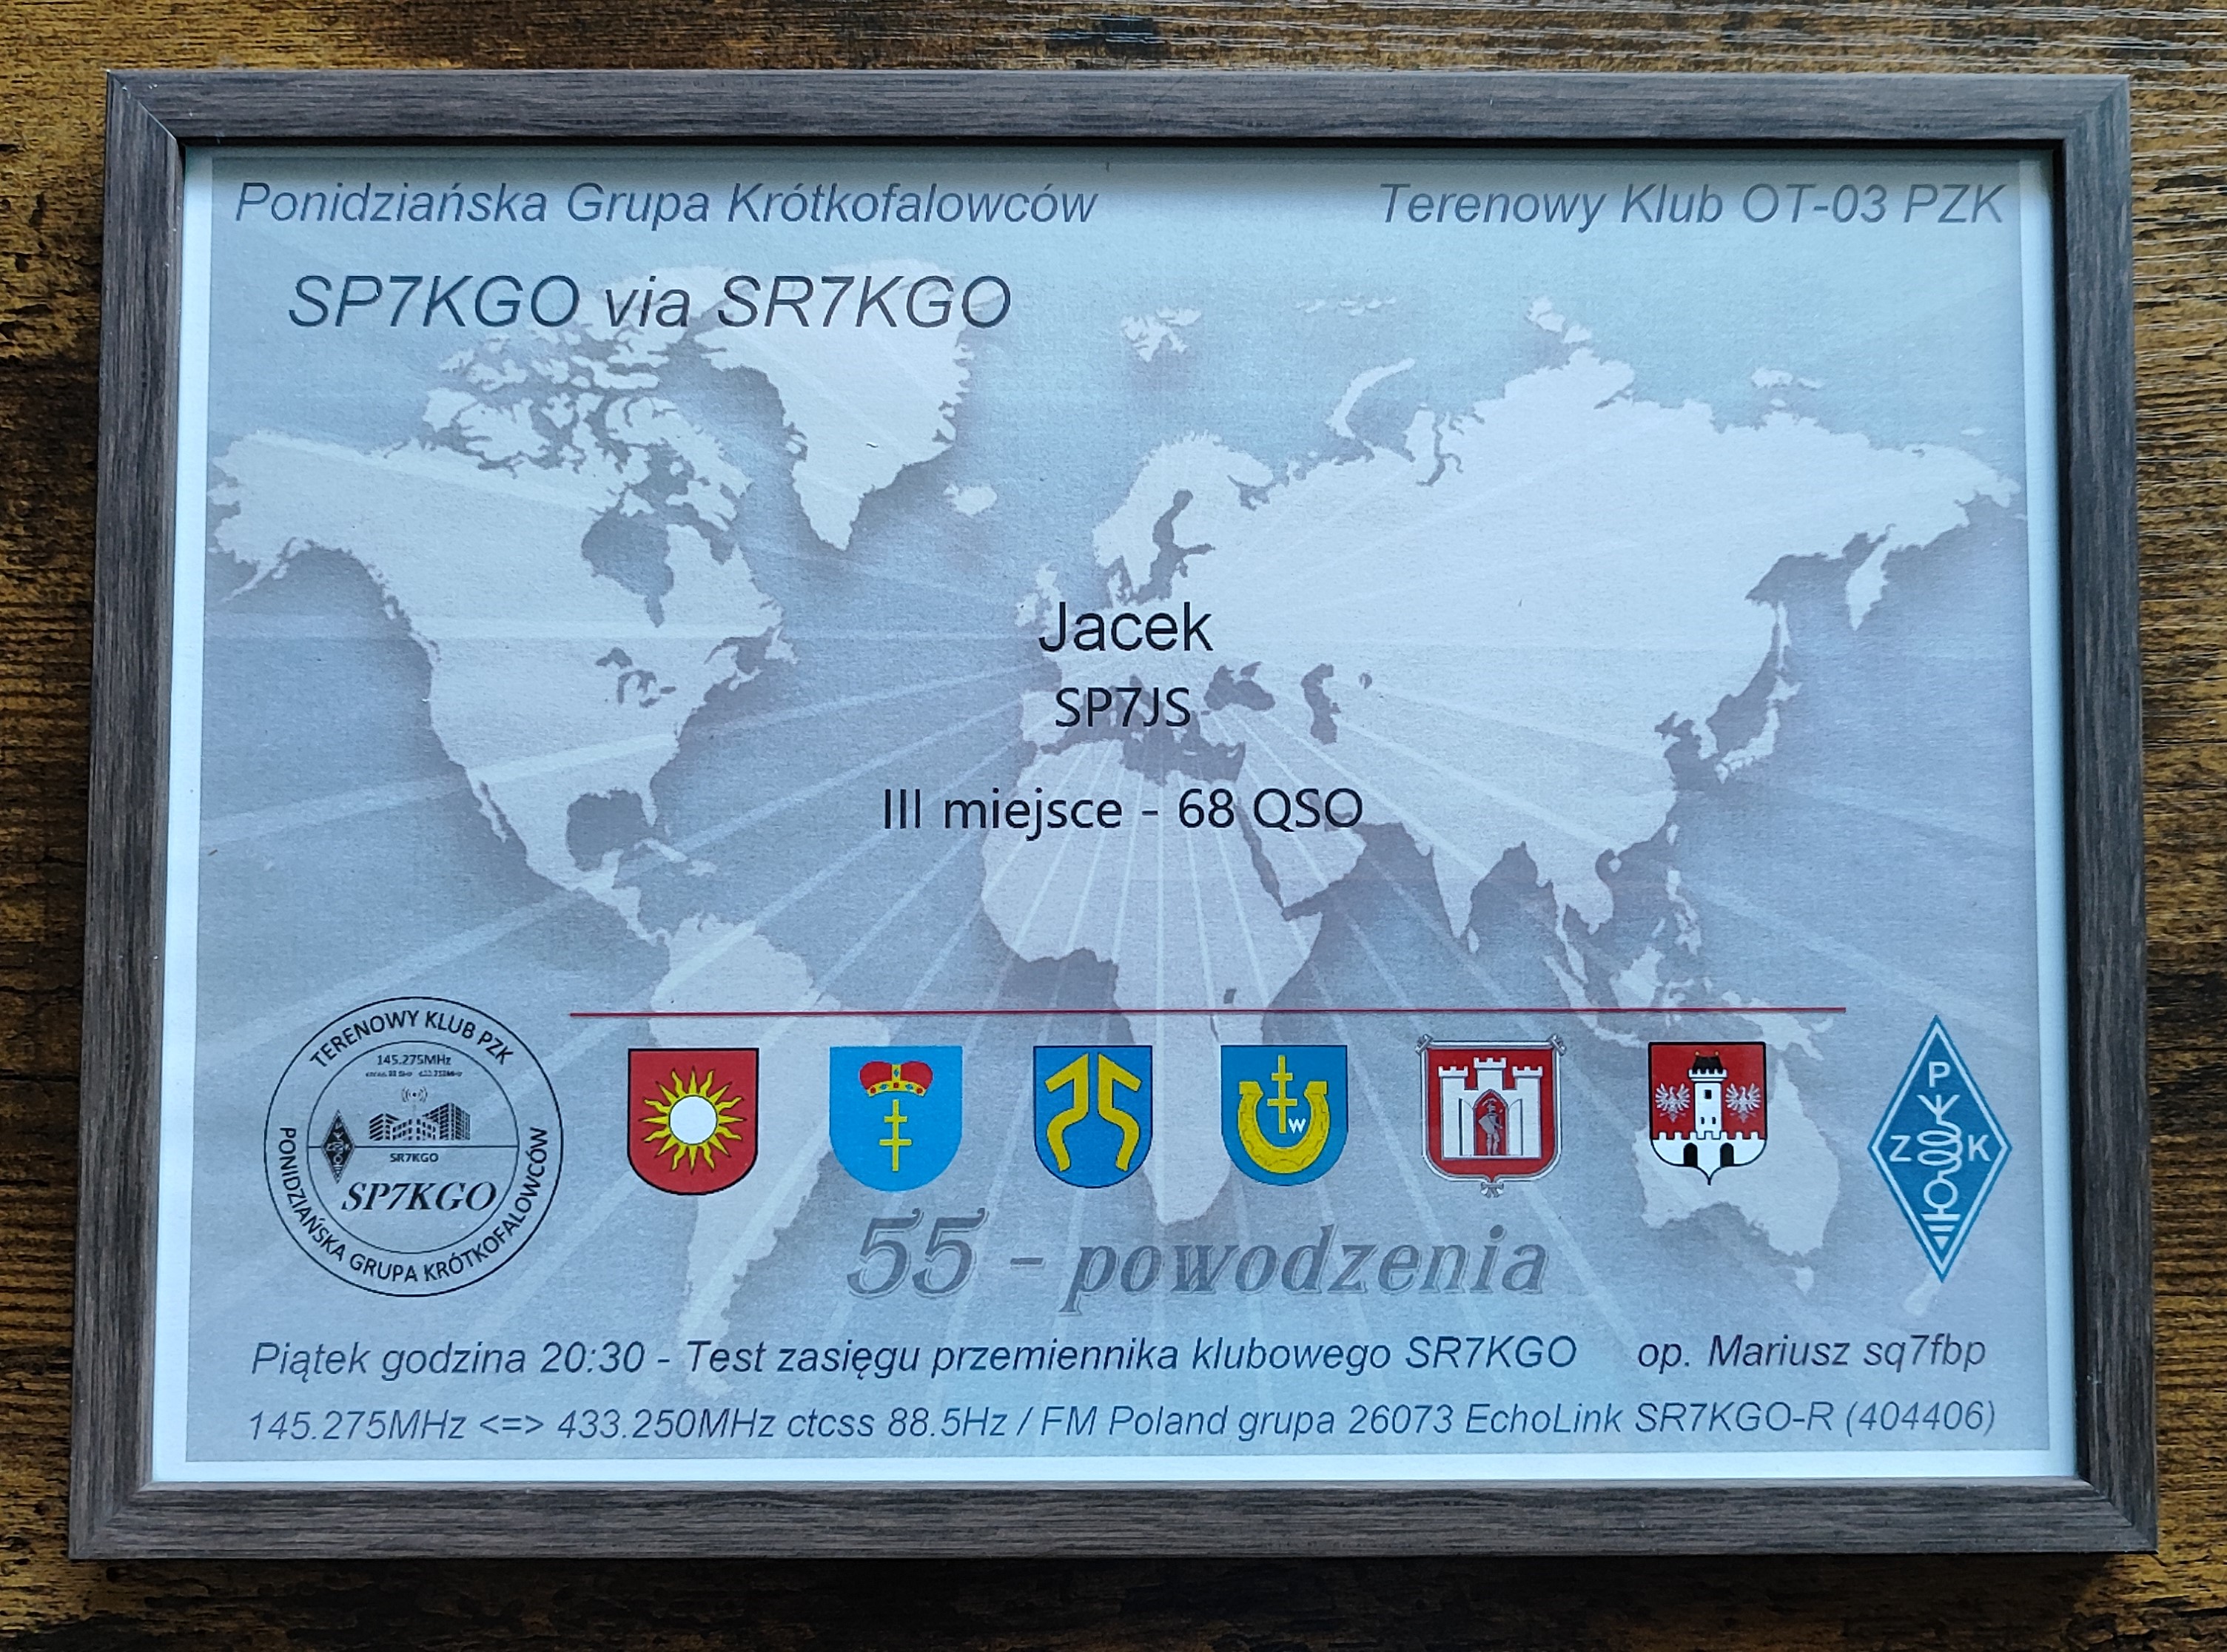 Ponidziańska Grupa Krótkofalowców
Terenowy Klub OT-03 PZK
SP7KGO via SR7KGO
Jacek
SP7JS
III miejsce - 68 QSO
TERENOWY KLUB PZK
145.275MHz
SR7KGO
SP7KGO
PONIDZIAŃSKA GRUPA KRÓTKOFALOWCÓW
W
P
Z K
55 - powodzenia
Piątek godzina 20:30 - Test zasięgu przemiennika klubowego SR7KGO op. Mariusz sq7fbp
145.275MHz <=> 433.250MHz ctcss 88.5Hz / FM Poland grupa 26073 EchoLink SR7KGO-R (404406)